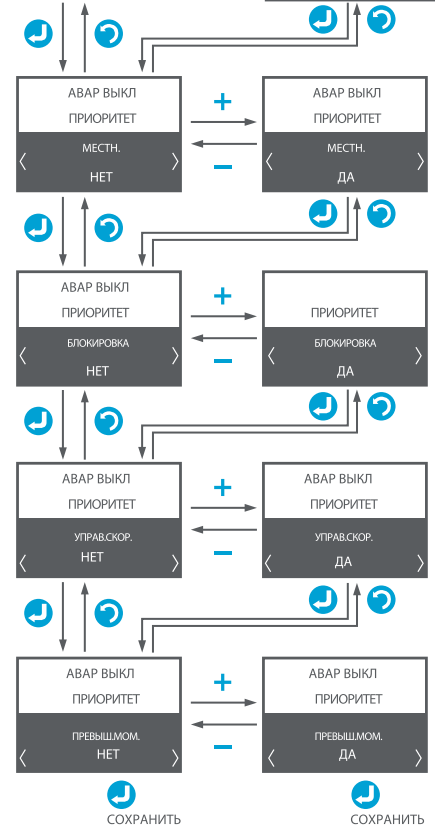 АВАР ВЫКЛ
ПРИОРИТЕТ
МЕСТН.
НЕТ
+
−
АВАР ВЫКЛ
ПРИОРИТЕТ
МЕСТН.
ДА
АВАР ВЫКЛ
ПРИОРИТЕТ
БЛОКИРОВКА
НЕТ
+
−
ПРИОРИТЕТ
БЛОКИРОВКА
ДА
АВАР ВЫКЛ
ПРИОРИТЕТ
УПРАВ.СКОР.
НЕТ
+
−
АВАР ВЫКЛ
ПРИОРИТЕТ
УПРАВ.СКОР.
ДА
АВАР ВЫКЛ
ПРИОРИТЕТ
ПРЕВЫШ.МОМ.
НЕТ
+
−
АВАР ВЫКЛ
ПРИОРИТЕТ
ПРЕВЫШ.МОМ.
ДА
СОХРАНИТЬ
СОХРАНИТЬ